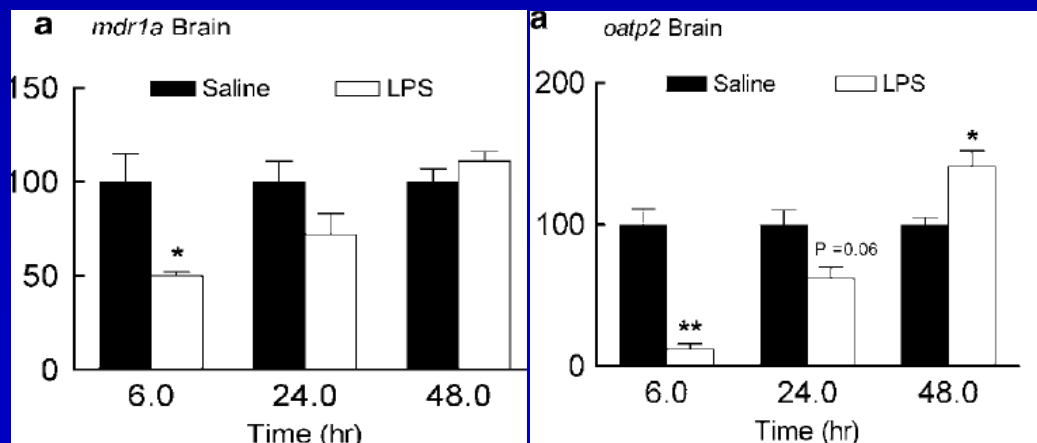 a mdr1a Brain
Saline LPS
150
100
50
*
0
6.0 24.0 48.0
Time (hr)
a oatp2 Brain
Saline LPS
200
*
100
P =0.06
**
0
6.0 24.0 48.0
Time (hr)